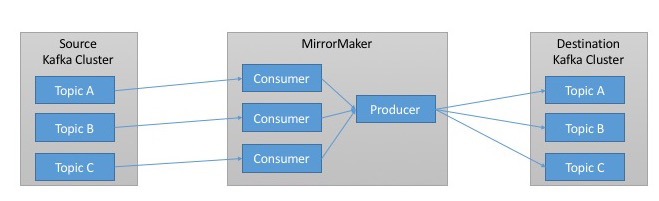 Source
Kafka Cluster
Topic A
Topic B
Topic C
MirrorMaker
Consumer
Consumer
Consumer
Producer
Destination
Kafka Cluster
Topic A
Topic B
Topic C